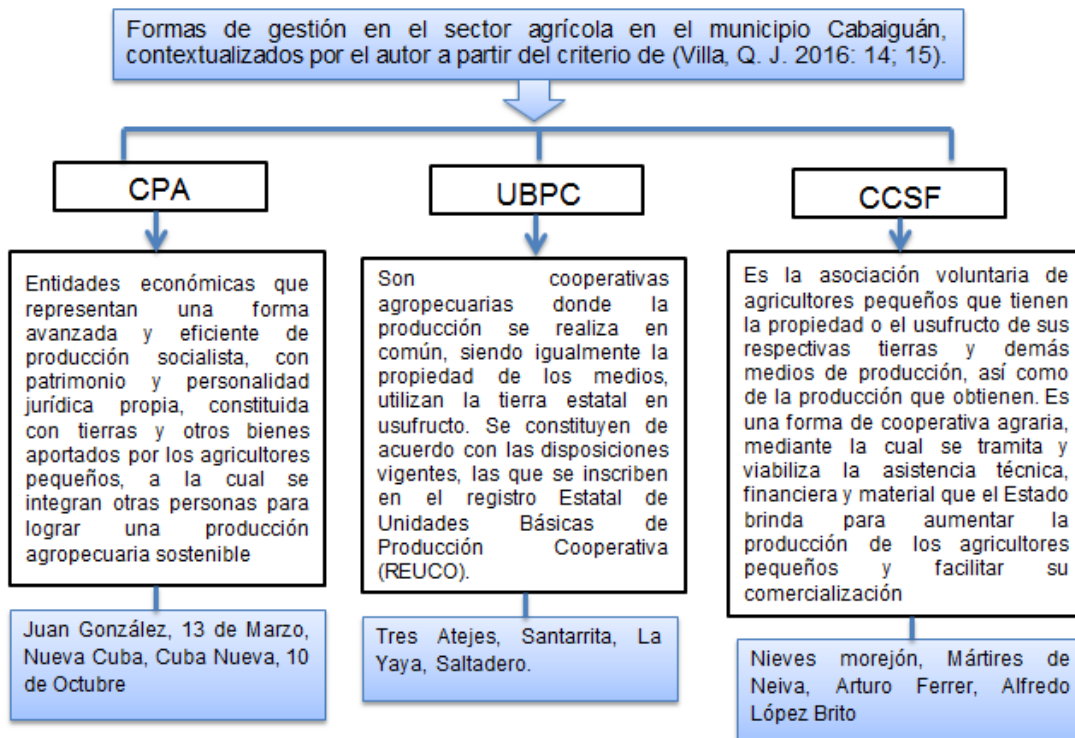 Formas de gestión en el sector agrícola en el municipio Cabaiguán,
contextualizados por el autor a partir del criterio de (Villa, Q. J. 2016: 14; 15).
CPA
Entidades económicas que
representan una forma
avanzada y eficiente de
producción socialista, con
patrimonio y personalidad
jurídica propia, constituida
con tierras y otros bienes
aportados por los agricultores
pequeños, a la cual se
integran otras personas para
lograr una producción
agropecuaria sostenible
Juan González, 13 de Marzo,
Nueva Cuba, Cuba Nueva, 10
de Octubre
UBPC
Son cooperativas
agropecuarias donde la
producción se realiza en
común, siendo igualmente la
propiedad de los medios,
utilizan la tierra estatal en
usufructo. Se constituyen de
acuerdo con las disposiciones
vigentes, las que se inscriben
en el registro Estatal de
Unidades Básicas de
Producción Cooperativa
(REUCO).
Tres Atejes, Santarrita, La
Yaya, Saltadero.
CCSF
Es la asociación voluntaria de
agricultores pequeños que tienen
la propiedad o el usufructo de sus
respectivas tierras y demás
medios de producción, así como
de la producción que obtienen. Es
una forma de cooperativa agraria,
mediante la cual se tramita y
viabiliza la asistencia técnica,
financiera y material que el Estado
brinda para aumentar la
producción de los agricultores
pequeños y facilitar su
comercialización
Nieves morejón, Mártires de
Neiva, Arturo Ferrer, Alfredo
López Brito